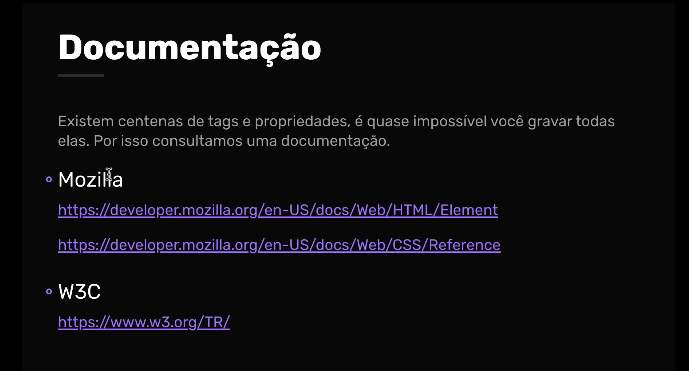 Documentação
Existem centenas de tags e propriedades, é quase impossível você gravar todas
elas. Por isso consultamos uma documentação.
Mozilla
https://developer.mozilla.org/en-US/docs/Web/HTML/Element
https://developer.mozilla.org/en-US/docs/Web/CSS/Reference
W3C
https://www.w3.org/TR/